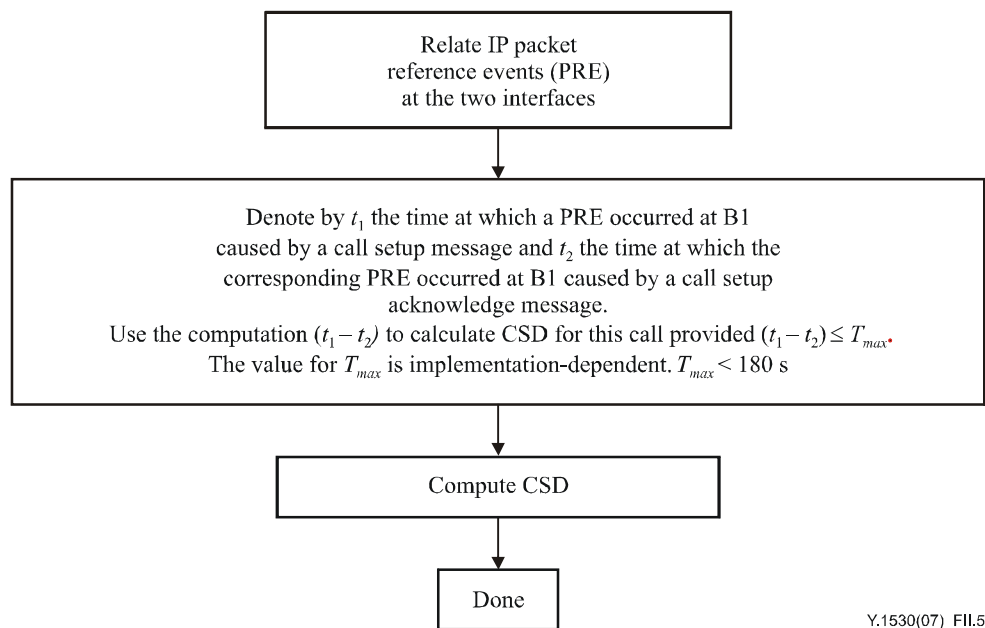 Relate IP packet
reference events (PRE)
at the two interfaces
Denote by t₁ the time at which a PRE occurred at B1
caused by a call setup message and t₂ the time at which the
corresponding PRE occurred at B1 caused by a call setup
acknowledge message.
Use the computation (t₁ – t₂) to calculate CSD for this call provided (t₁ – t₂) ≤ Tmax.
The value for Tmax is implementation-dependent. Tmax < 180 s
Compute CSD
Done
Y.1530(07)_FII.5